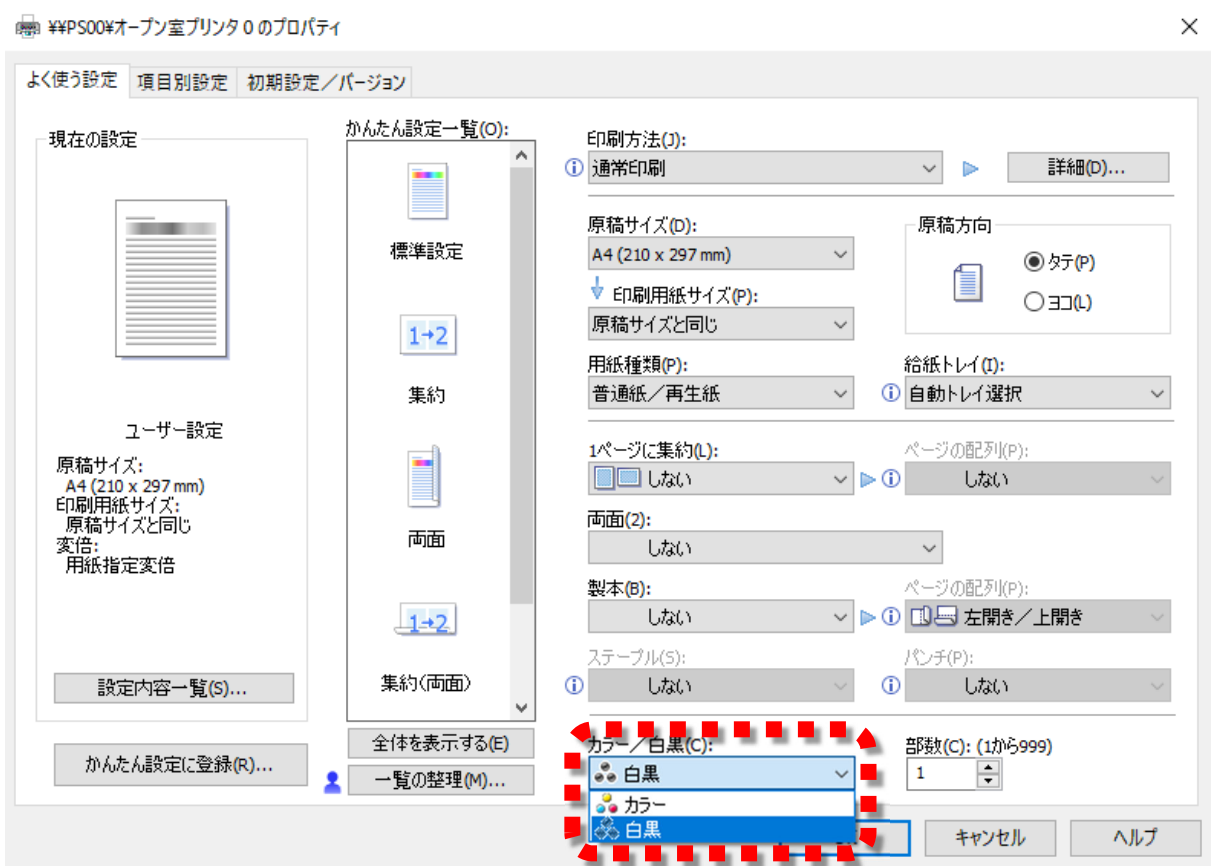 ¥¥PS00¥オープン室プリンタ 0 のプロパティ
よく使う設定 項目別設定 初期設定／バージョン
現在の設定
ユーザー設定
原稿サイズ:
A4 (210 x 297 mm)
印刷用紙サイズ:
原稿サイズと同じ
変倍:
用紙指定変倍
設定内容一覧(S)...
かんたん設定に登録(R)...
かんたん設定一覧(O):
標準設定
1→2
集約
両面
1→2
集約(両面)
全体を表示する(E)
一覧の整理(M)...
印刷方法(J):
通常印刷
詳細(D)...
原稿サイズ(D):
A4 (210 x 297 mm)
印刷用紙サイズ(P):
原稿サイズと同じ
原稿方向
タテ(P)
ヨコ(L)
用紙種類(P):
普通紙／再生紙
給紙トレイ(I):
自動トレイ選択
1ページに集約(L):
しない
ページの配列(P):
しない
両面(2):
しない
製本(B):
しない
ページの配列(P):
左開き／上開き
ステープル(S):
しない
パンチ(P):
しない
カラー／白黒(C):
白黒
カラー
白黒
部数(C): (1から999)
1
キャンセル
ヘルプ